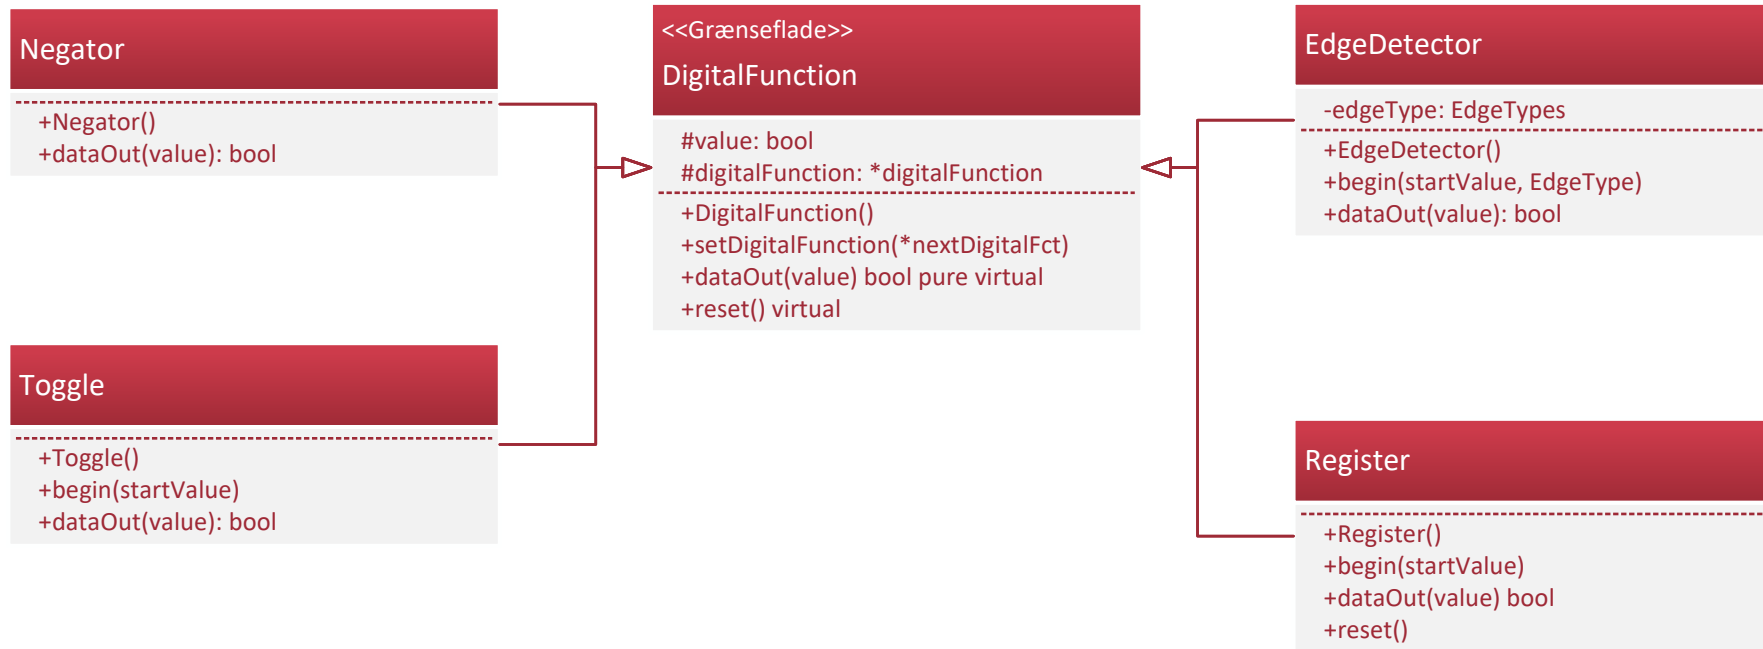 Negator
+Negator()
+dataOut(value): bool
Toggle
+Toggle()
+begin(startValue)
+dataOut(value): bool
<<Grænseflade>>
DigitalFunction
#value: bool
#digitalFunction: *digitalFunction
+DigitalFunction()
+setDigitalFunction(*nextDigitalFct)
+dataOut(value) bool pure virtual
+reset() virtual
EdgeDetector
-edgeType: EdgeTypes
+EdgeDetector()
+begin(startValue, EdgeType)
+dataOut(value): bool
Register
+Register()
+begin(startValue)
+dataOut(value) bool
+reset()